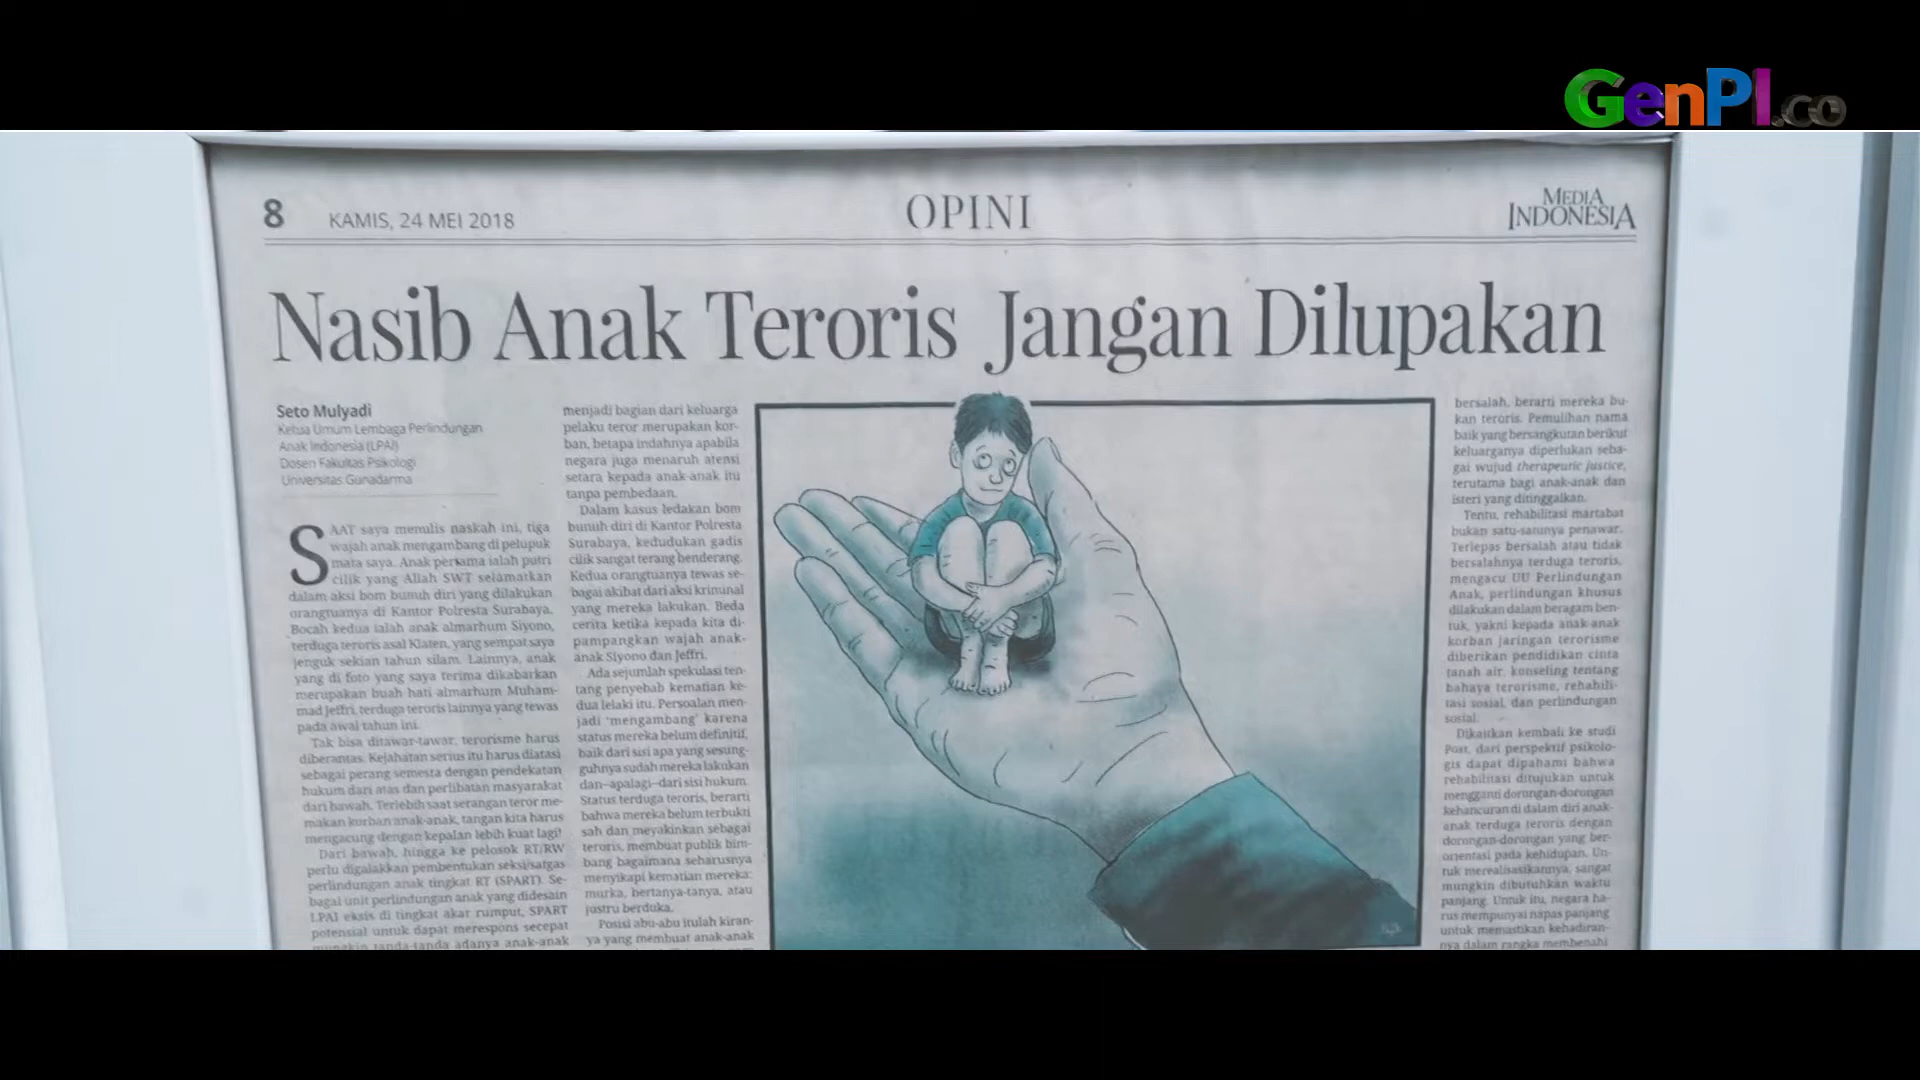 GenPI.co
8
KAMIS, 24 MEI 2018
OPINI
MEDIA
INDONESIA
Nasib Anak Teroris Jangan Dilupakan
Seto Mulyadi
Ketua Umum Lembaga Perlindungan
Anak Indonesia (LPAI)
Dosen Fakultas Psikologi
Universitas Gunadarma
SAAT saya menulis naskah ini, tiga
wajah anak mengambang di pelupuk
mata saya. Anak pertama ialah putri
cilik yang Allah SWT selamatkan
dalam aksi bom bunuh diri yang dilakukan
orangtuanya di Kantor Polresta Surabaya.
Bocah kedua ialah anak almarhum Siyono,
terduga teroris asal Klaten, yang sempat saya
jenguk sekian tahun silam. Lainnya, anak
yang di foto yang saya terima dikabarkan
merupakan buah hati almarhum Muham-
mad Jeffri, terduga teroris lainnya yang tewas
pada awal tahun ini.
Tak bisa ditawar-tawar, terorisme harus
diberantas. Kejahatan serius itu harus diatasi
sebagai perang semesta dengan pendekatan
hukum dari atas dan perlibatan masyarakat
dari bawah. Terlebih saat serangan teror me-
makan korban anak-anak, tangan kita harus
mengacung dengan kepalan lebih kuat lagi!
Dari bawah, hingga ke pelosok RT/RW
perlu digalakkan pembentukan seksi/satgas
perlindungan anak tingkat RT (SPART). Se-
bagai unit perlindungan anak yang didesain
LPAI eksis di tingkat akar rumput, SPART
potensial untuk dapat merespons secepat
mungkin tanda-tanda adanya anak-anak
menjadi bagian dari keluarga
pelaku teror merupakan kor-
ban, betapa indahnya apabila
negara juga menaruh atensi
setara kepada anak-anak itu
tanpa pembedaan.
Dalam kasus ledakan bom
bunuh diri di Kantor Polresta
Surabaya, kedudukan gadis
cilik sangat terang benderang.
Kedua orangtuanya tewas se-
bagai akibat dari aksi kriminal
yang mereka lakukan. Beda
cerita ketika kepada kita di-
pampangkan wajah anak-
anak Siyono dan Jeffri.
Ada sejumlah spekulasi ten-
tang penyebab kematian ke-
dua lelaki itu. Persoalan men-
jadi 'mengambang' karena
status mereka belum definitif,
baik dari sisi apa yang sesung-
guhnya sudah mereka lakukan
dan--apalagi--dari sisi hukum.
Status terduga teroris, berarti
bahwa mereka belum terbukti
sah dan meyakinkan sebagai
teroris, membuat publik bim-
bang bagaimana seharusnya
menyikapi kematian mereka:
murka, bertanya-tanya, atau
justru berduka.
Posisi abu-abu itulah kiran-
ya yang membuat anak-anak
bersalah, berarti mereka bu-
kan teroris. Pemulihan nama
baik yang bersangkutan berikut
keluarganya diperlukan seba-
gai wujud therapeutic justice,
terutama bagi anak-anak dan
isteri yang ditinggalkan.
Tentu, rehabilitasi martabat
bukan satu-satunya penawar.
Terlepas bersalah atau tidak
bersalahnya terduga teroris,
mengacu UU Perlindungan
Anak, perlindungan khusus
dilakukan dalam beragam ben-
tuk, yakni kepada anak-anak
korban jaringan terorisme
diberikan pendidikan cinta
tanah air, konseling tentang
bahaya terorisme, rehabili-
tasi sosial, dan perlindungan
sosial.
Dikaitkan kembali ke studi
Post, dari perspektif psikolo-
gis dapat dipahami bahwa
rehabilitasi ditujukan untuk
mengganti dorongan-dorongan
kehancuran di dalam diri anak-
anak terduga teroris dengan
dorongan-dorongan yang ber-
orientasi pada kehidupan. Un-
tuk merealisasikannya, sangat
mungkin dibutuhkan waktu
panjang. Untuk itu, negara ha-
rus mempunyai napas panjang
untuk memastikan kehadiran-
nya dalam rangka membenahi